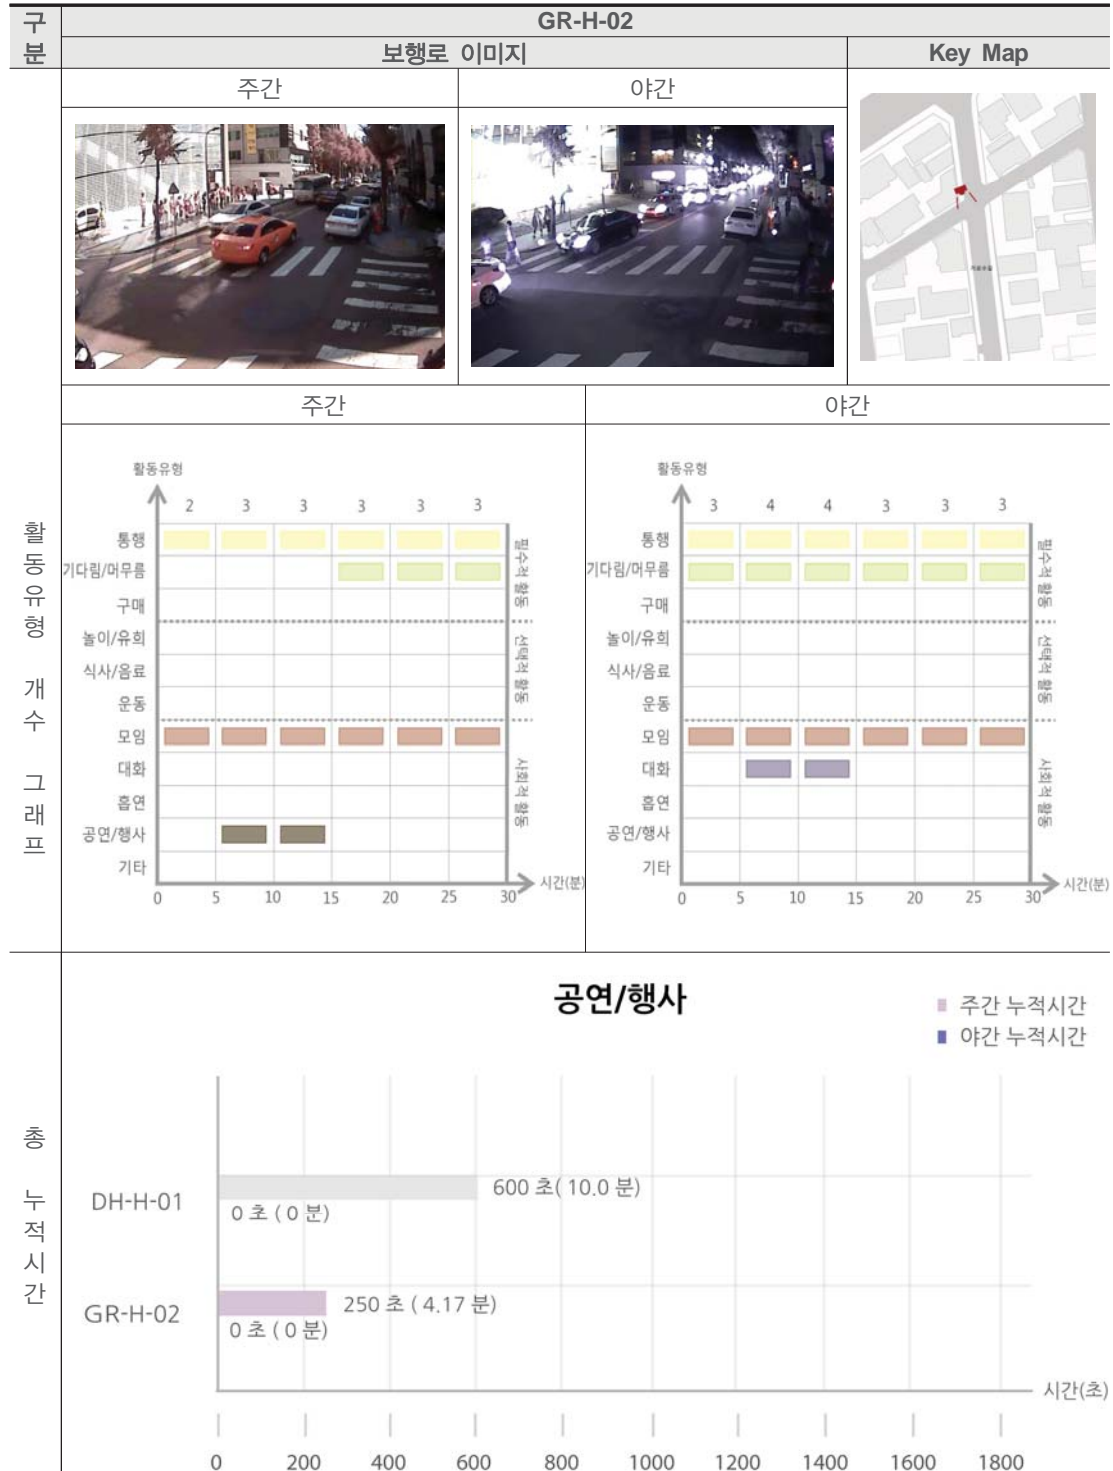 구분
GR-H-02
보행로 이미지
Key Map
주간
야간
주간
야간
활동유형 개수 그래프
활동유형
2 3 3 3 3 3
통행
기다림/머무름
구매
놀이/유희
식사/음료
운동
모임
대화
흡연
공연/행사
기타
필수적 활동
선택적 활동
사회적 활동
0 5 10 15 20 25 30
시간(분)
활동유형
3 4 4 3 3 3
통행
기다림/머무름
구매
놀이/유희
식사/음료
운동
모임
대화
흡연
공연/행사
기타
필수적 활동
선택적 활동
사회적 활동
0 5 10 15 20 25 30
시간(분)
총 누적시간
공연/행사
주간 누적시간
야간 누적시간
DH-H-01
600 초( 10.0 분)
0 초 ( 0 분)
GR-H-02
250 초 ( 4.17 분)
0 초 ( 0 분)
시간(초)
0 200 400 600 800 1000 1200 1400 1600 1800